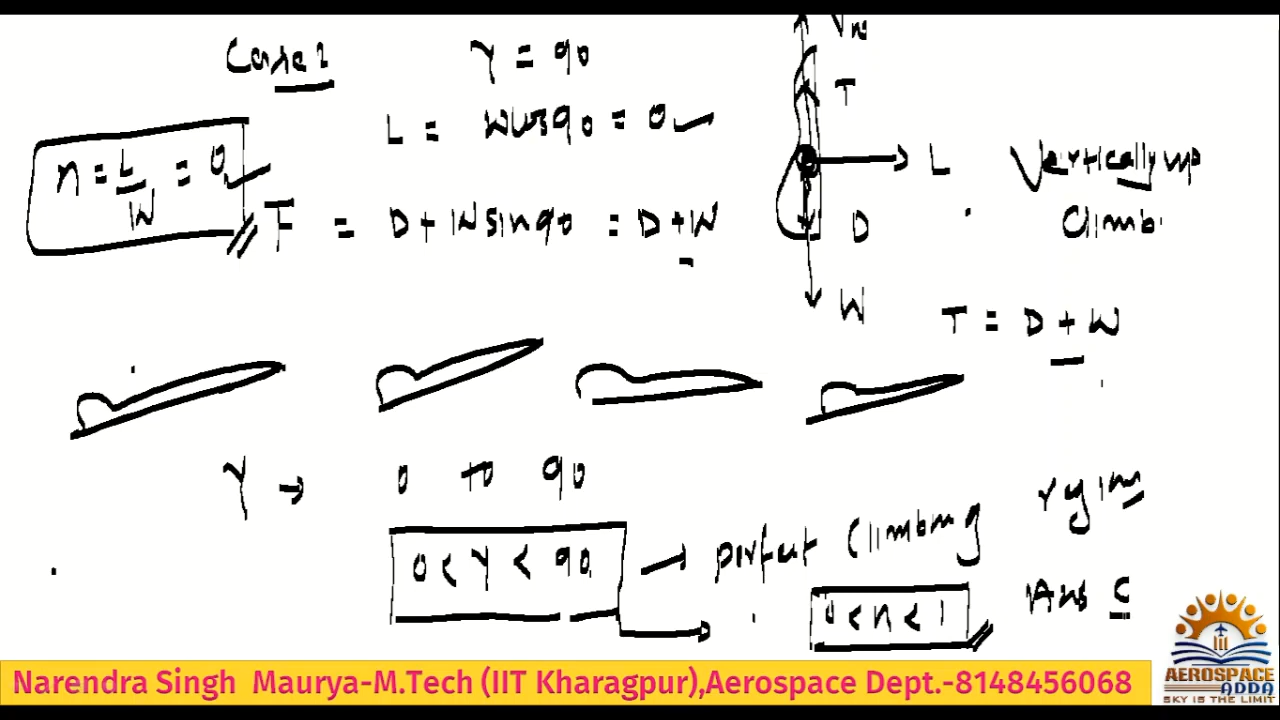 Case 2 γ = 90
L = W cos 90 = 0
n = L/W = 0
F = D + W sin 90 = D + W
V∞
T
L
D
W
Vertically up
Climb
T = D + W
γ → 0 to 90
0 < γ < 90 → perfect Climbing regim
→ 0 < n < 1 Ans C
Narendra Singh Maurya-M.Tech (IIT Kharagpur),Aerospace Dept.-8148456068
AEROSPACE
ADDA
SKY IS THE LIMIT